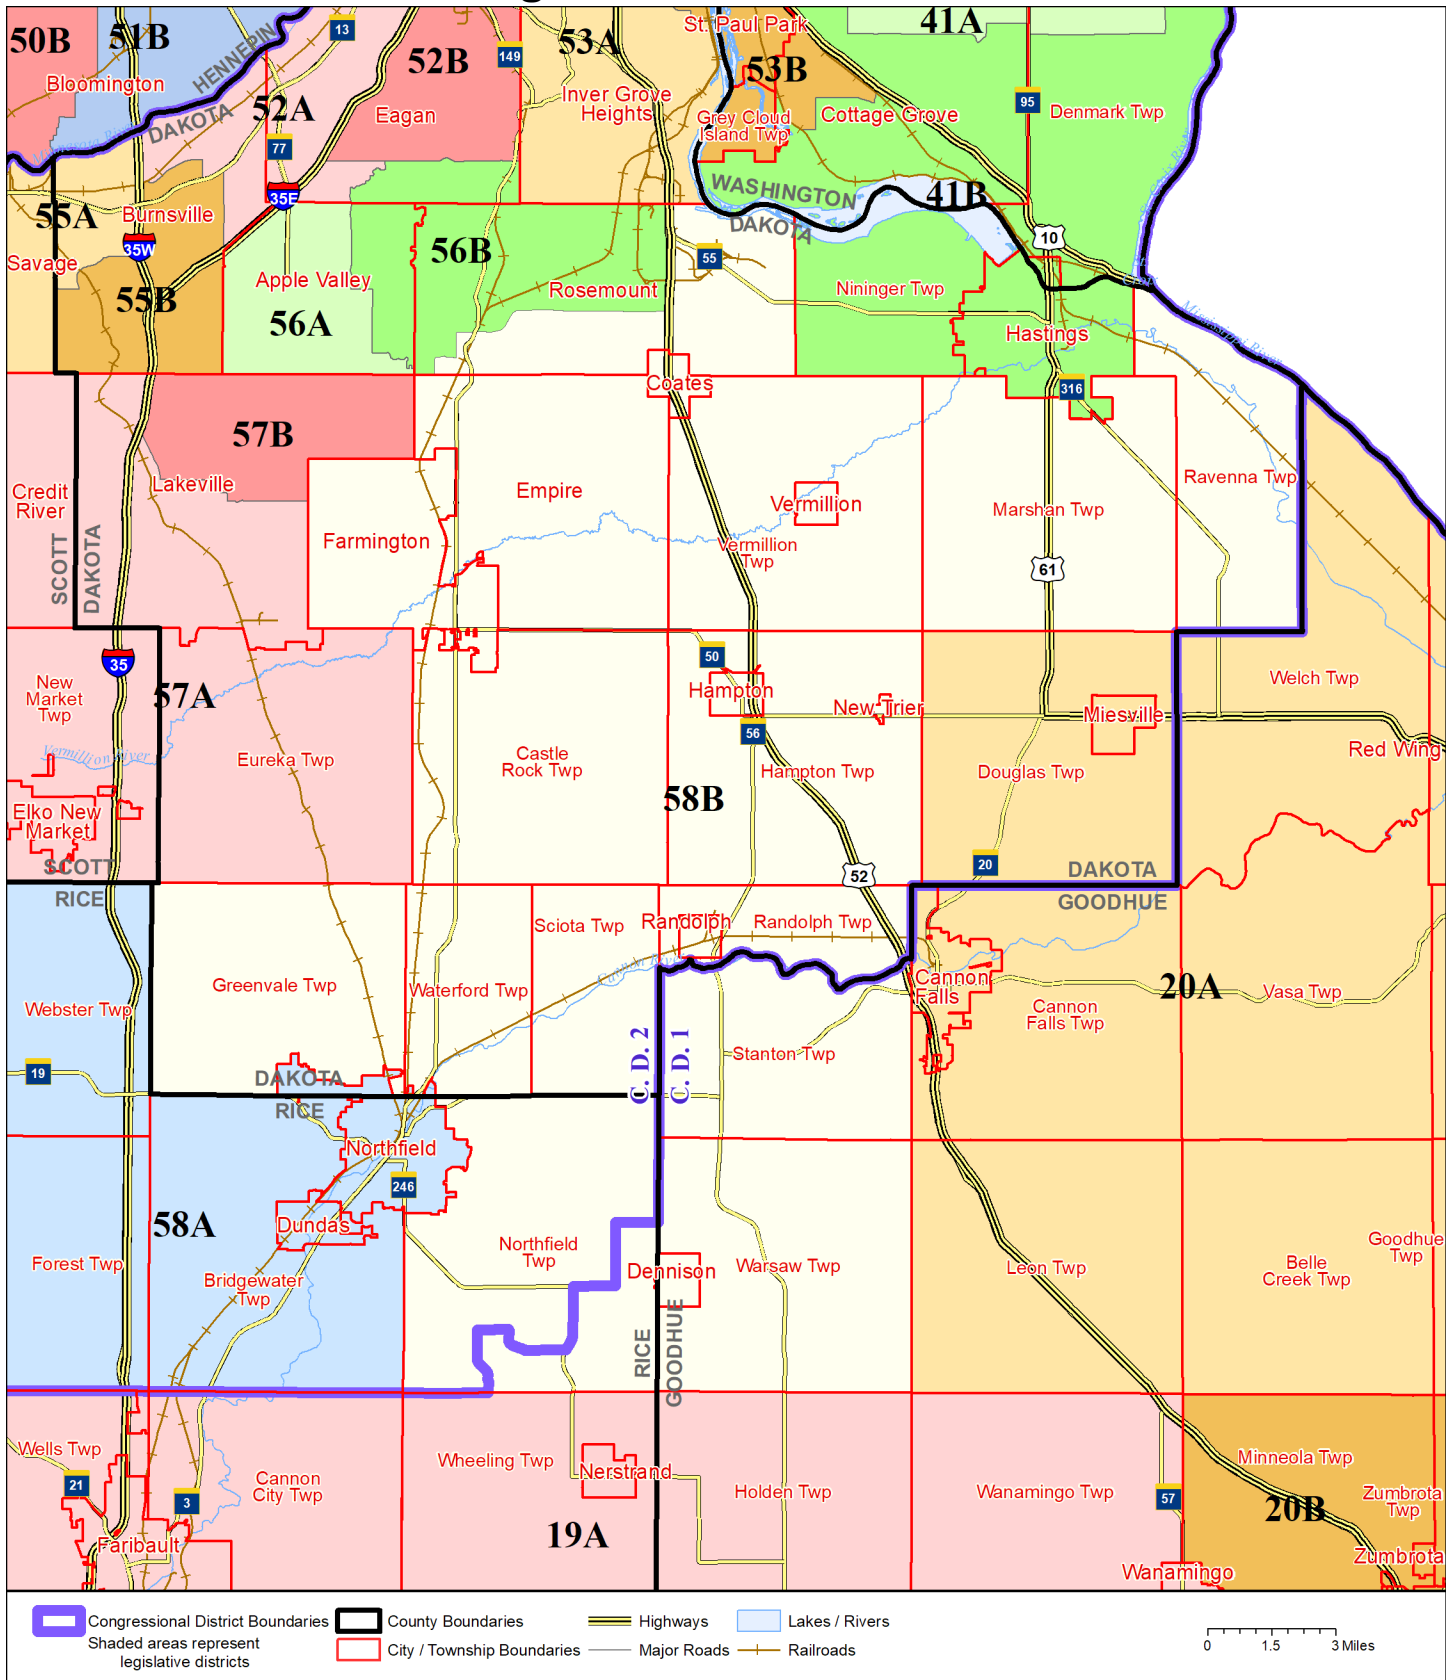 50B
51B
13
41A
St. Paul Park
53A
52B
149
53B
HENNEPIN
Bloomington
Inver Grove
Heights
95
Denmark Twp
52A
Eagan
Cottage Grove
DAKOTA
Grey Cloud
Island Twp
77
35E
WASHINGTON
41B
55A
Burnsville
DAKOTA
35W
56B
10
55
Savage
Apple Valley
Rosemount
Nininger Twp
55B
56A
Mississippi River
Hastings
Coates
316
57B
Credit
River
Lakeville
Empire
Vermillion
Ravenna Twp
Marshan Twp
Farmington
Vermillion
Twp
SCOTT
DAKOTA
61
35
50
New
Market
Twp
57A
Hampton
New Trier
Miesville
Welch Twp
56
Vermillion River
Eureka Twp
Castle
Rock Twp
Hampton Twp
Douglas Twp
Red Wing
58B
Elko New
Market
SCOTT
RICE
52
20
DAKOTA
GOODHUE
Sciota Twp
Randolph
Randolph Twp
Greenvale Twp
Waterford Twp
Cannon River
Cannon
Falls
20A
Vasa Twp
Webster Twp
Cannon
Falls Twp
C. D. 2
C. D. 1
Stanton Twp
19
DAKOTA
RICE
Northfield
246
58A
Dundas
Northfield
Twp
Goodhue
Twp
Forest Twp
Bridgewater
Twp
Dennison
Warsaw Twp
Leon Twp
Belle
Creek Twp
RICE
GOODHUE
Wells Twp
Wheeling Twp
Minneola Twp
21
3
Cannon
City Twp
Nerstrand
Holden Twp
Wanamingo Twp
57
Zumbrota
Twp
20B
Faribault
19A
Wanamingo
Zumbrota
Congressional District Boundaries
County Boundaries
Highways
Lakes / Rivers
Shaded areas represent
legislative districts
City / Township Boundaries
Major Roads
Railroads
0 1.5 3 Miles